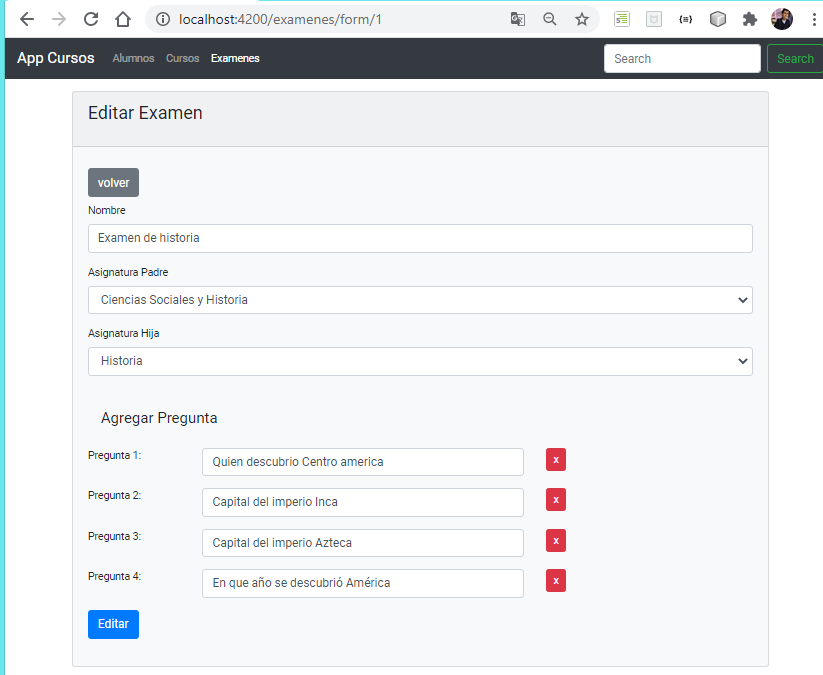 localhost:4200/examenes/form/1
App Cursos Alumnos Cursos Examenes Search Search
Editar Examen
volver
Nombre
Examen de historia
Asignatura Padre
Ciencias Sociales y Historia
Asignatura Hija
Historia
Agregar Pregunta
Pregunta 1: Quien descubrio Centro america x
Pregunta 2: Capital del imperio Inca x
Pregunta 3: Capital del imperio Azteca x
Pregunta 4: En que año se descubrió América x
Editar